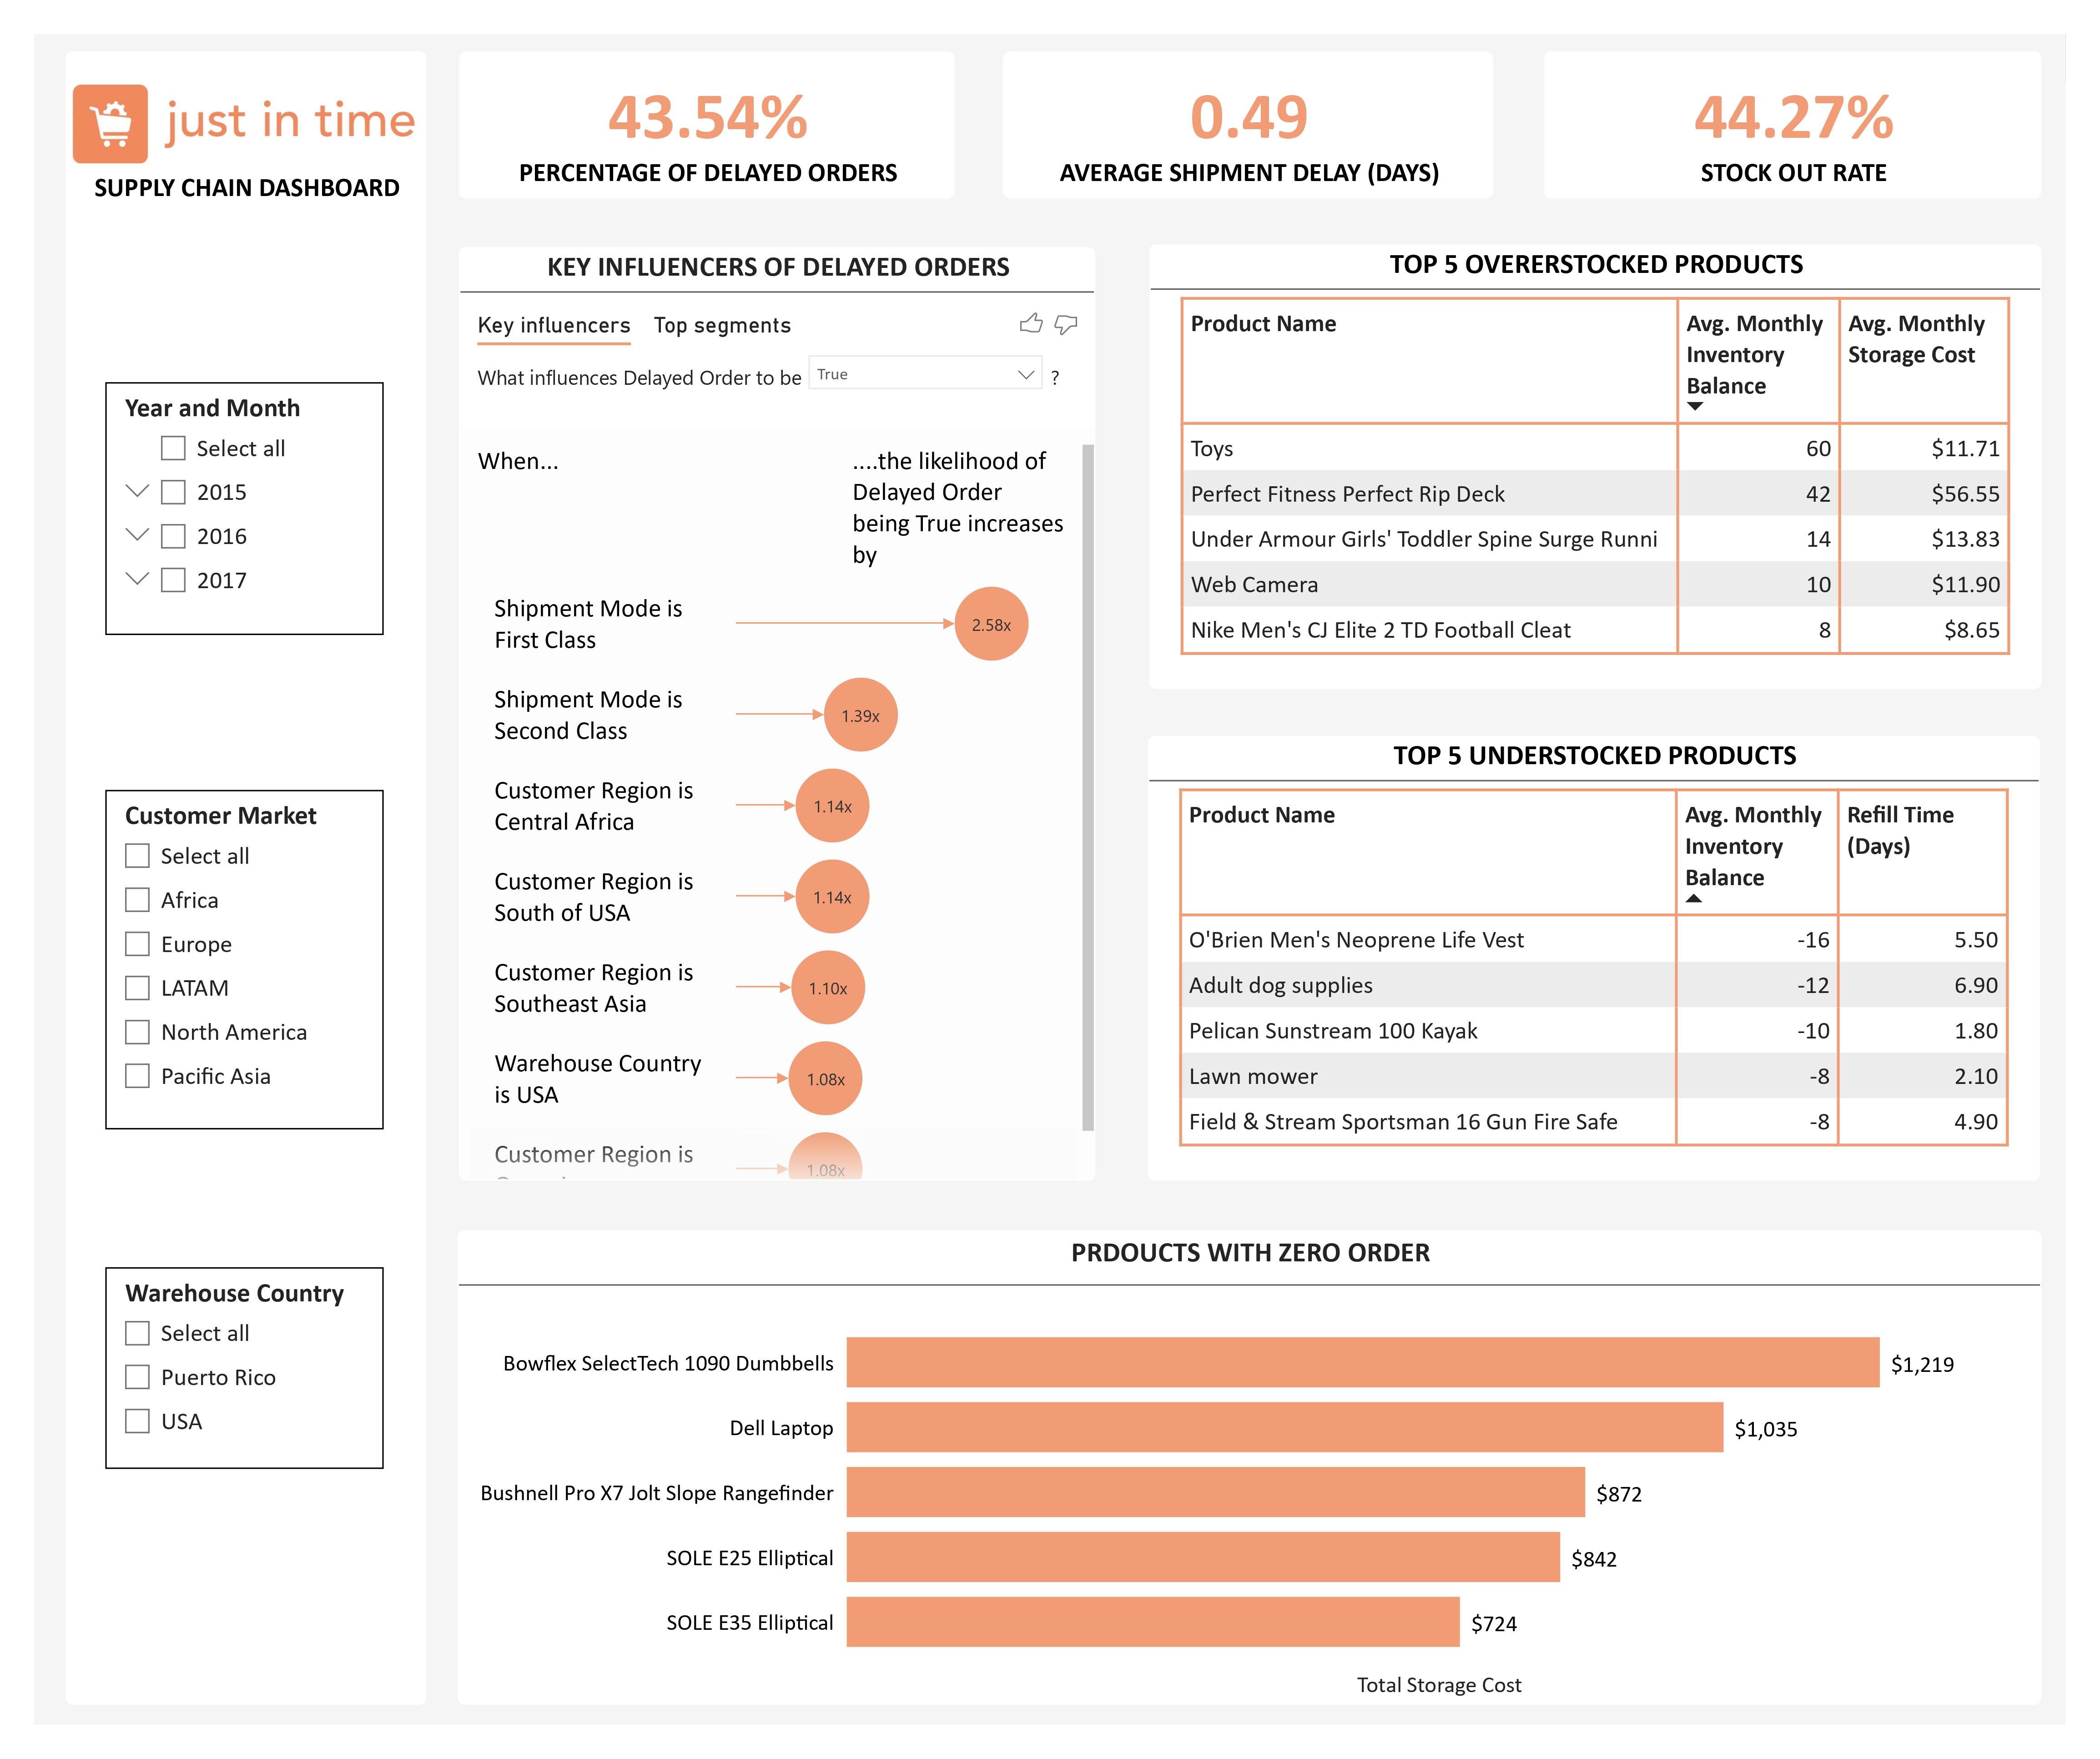 just in time
SUPPLY CHAIN DASHBOARD
43.54%
PERCENTAGE OF DELAYED ORDERS
0.49
AVERAGE SHIPMENT DELAY (DAYS)
44.27%
STOCK OUT RATE
Year and Month
Select all
2015
2016
2017
Customer Market
Select all
Africa
Europe
LATAM
North America
Pacific Asia
Warehouse Country
Select all
Puerto Rico
USA
KEY INFLUENCERS OF DELAYED ORDERS
Key influencers Top segments
What influences Delayed Order to be True ?
When...
....the likelihood of
Delayed Order
being True increases
by
Shipment Mode is
First Class
2.58x
Shipment Mode is
Second Class
1.39x
Customer Region is
Central Africa
1.14x
Customer Region is
South of USA
1.14x
Customer Region is
Southeast Asia
1.10x
Warehouse Country
is USA
1.08x
Customer Region is
1.08x
TOP 5 OVERERSTOCKED PRODUCTS
Product Name
Avg. Monthly
Inventory
Balance
Avg. Monthly
Storage Cost
Toys 60 $11.71
Perfect Fitness Perfect Rip Deck 42 $56.55
Under Armour Girls' Toddler Spine Surge Runni 14 $13.83
Web Camera 10 $11.90
Nike Men's CJ Elite 2 TD Football Cleat 8 $8.65
TOP 5 UNDERSTOCKED PRODUCTS
Product Name
Avg. Monthly
Inventory
Balance
Refill Time
(Days)
O'Brien Men's Neoprene Life Vest -16 5.50
Adult dog supplies -12 6.90
Pelican Sunstream 100 Kayak -10 1.80
Lawn mower -8 2.10
Field & Stream Sportsman 16 Gun Fire Safe -8 4.90
PRDOUCTS WITH ZERO ORDER
Bowflex SelectTech 1090 Dumbbells $1,219
Dell Laptop $1,035
Bushnell Pro X7 Jolt Slope Rangefinder $872
SOLE E25 Elliptical $842
SOLE E35 Elliptical $724
Total Storage Cost